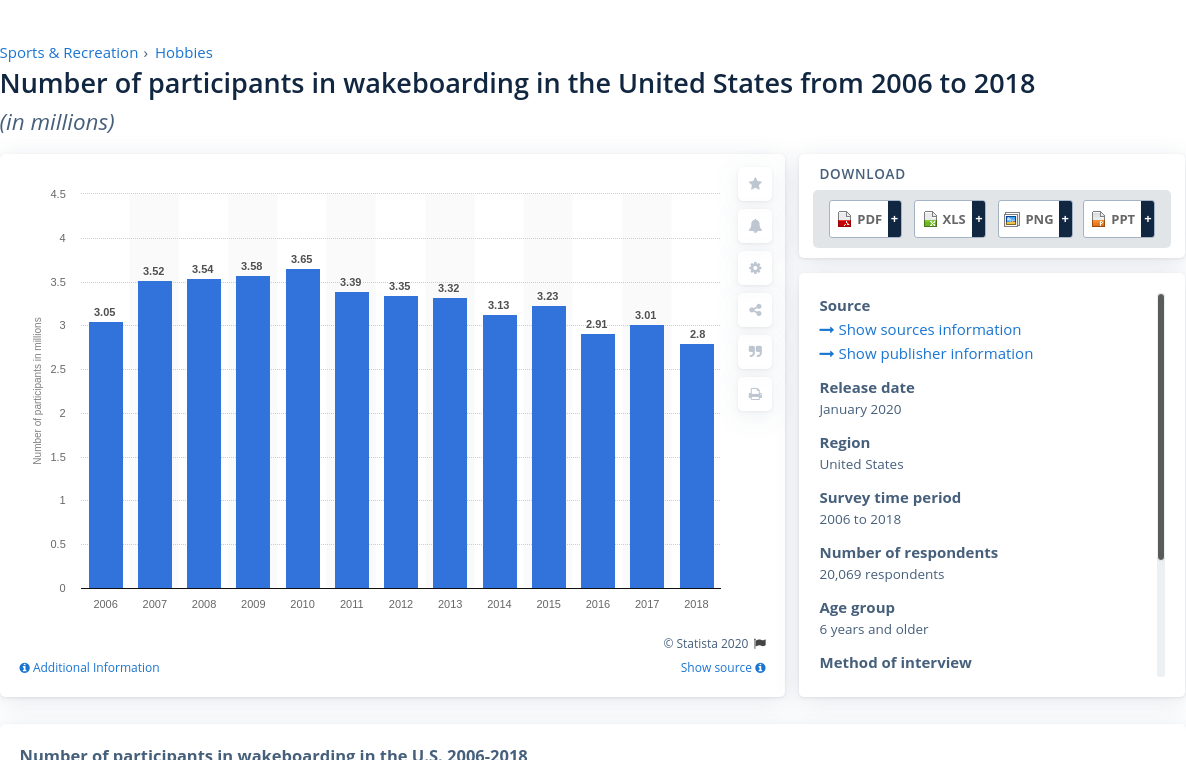 Sports & Recreation › Hobbies
Number of participants in wakeboarding in the United States from 2006 to 2018
(in millions)
Number of participants in millions
4.5
4
3.5
3
2.5
2
1.5
1
0.5
0
3.05
3.52
3.54
3.58
3.65
3.39
3.35
3.32
3.13
3.23
2.91
3.01
2.8
2006 2007 2008 2009 2010 2011 2012 2013 2014 2015 2016 2017 2018
© Statista 2020
Additional Information
Show source
DOWNLOAD
PDF + XLS + PNG + PPT +
Source
Show sources information
Show publisher information
Release date
January 2020
Region
United States
Survey time period
2006 to 2018
Number of respondents
20,069 respondents
Age group
6 years and older
Method of interview
Number of participants in wakeboarding in the U.S. 2006-2018